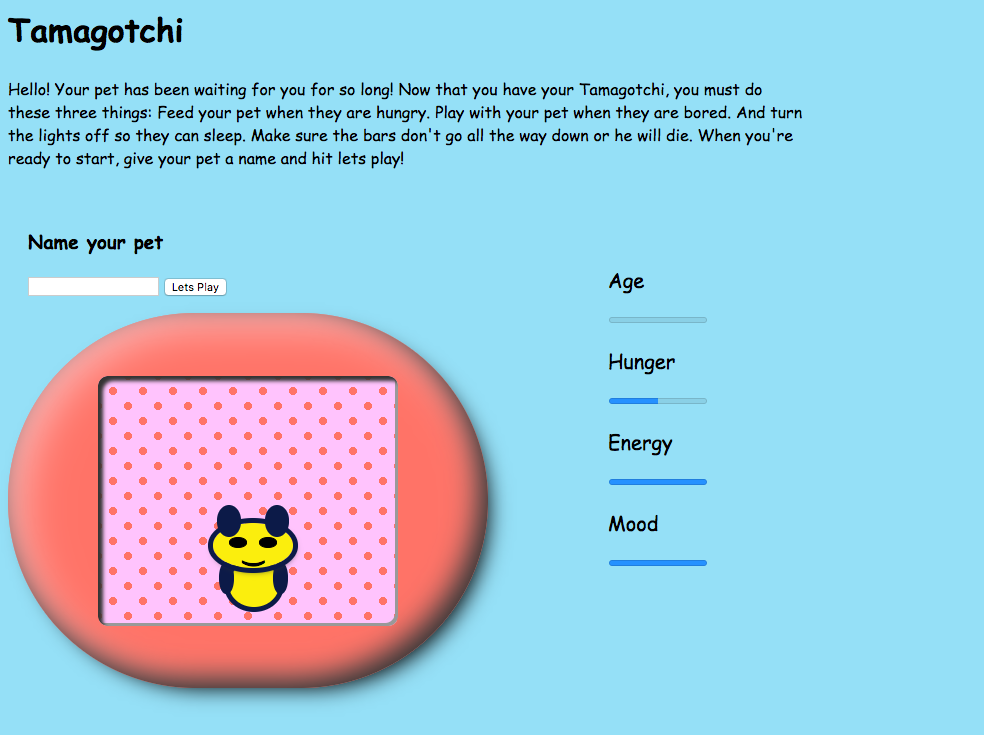 Tamagotchi
Hello! Your pet has been waiting for you for so long! Now that you have your Tamagotchi, you must do
these three things: Feed your pet when they are hungry. Play with your pet when they are bored. And turn
the lights off so they can sleep. Make sure the bars don't go all the way down or he will die. When you're
ready to start, give your pet a name and hit lets play!
Name your pet
Lets Play
Age
Hunger
Energy
Mood